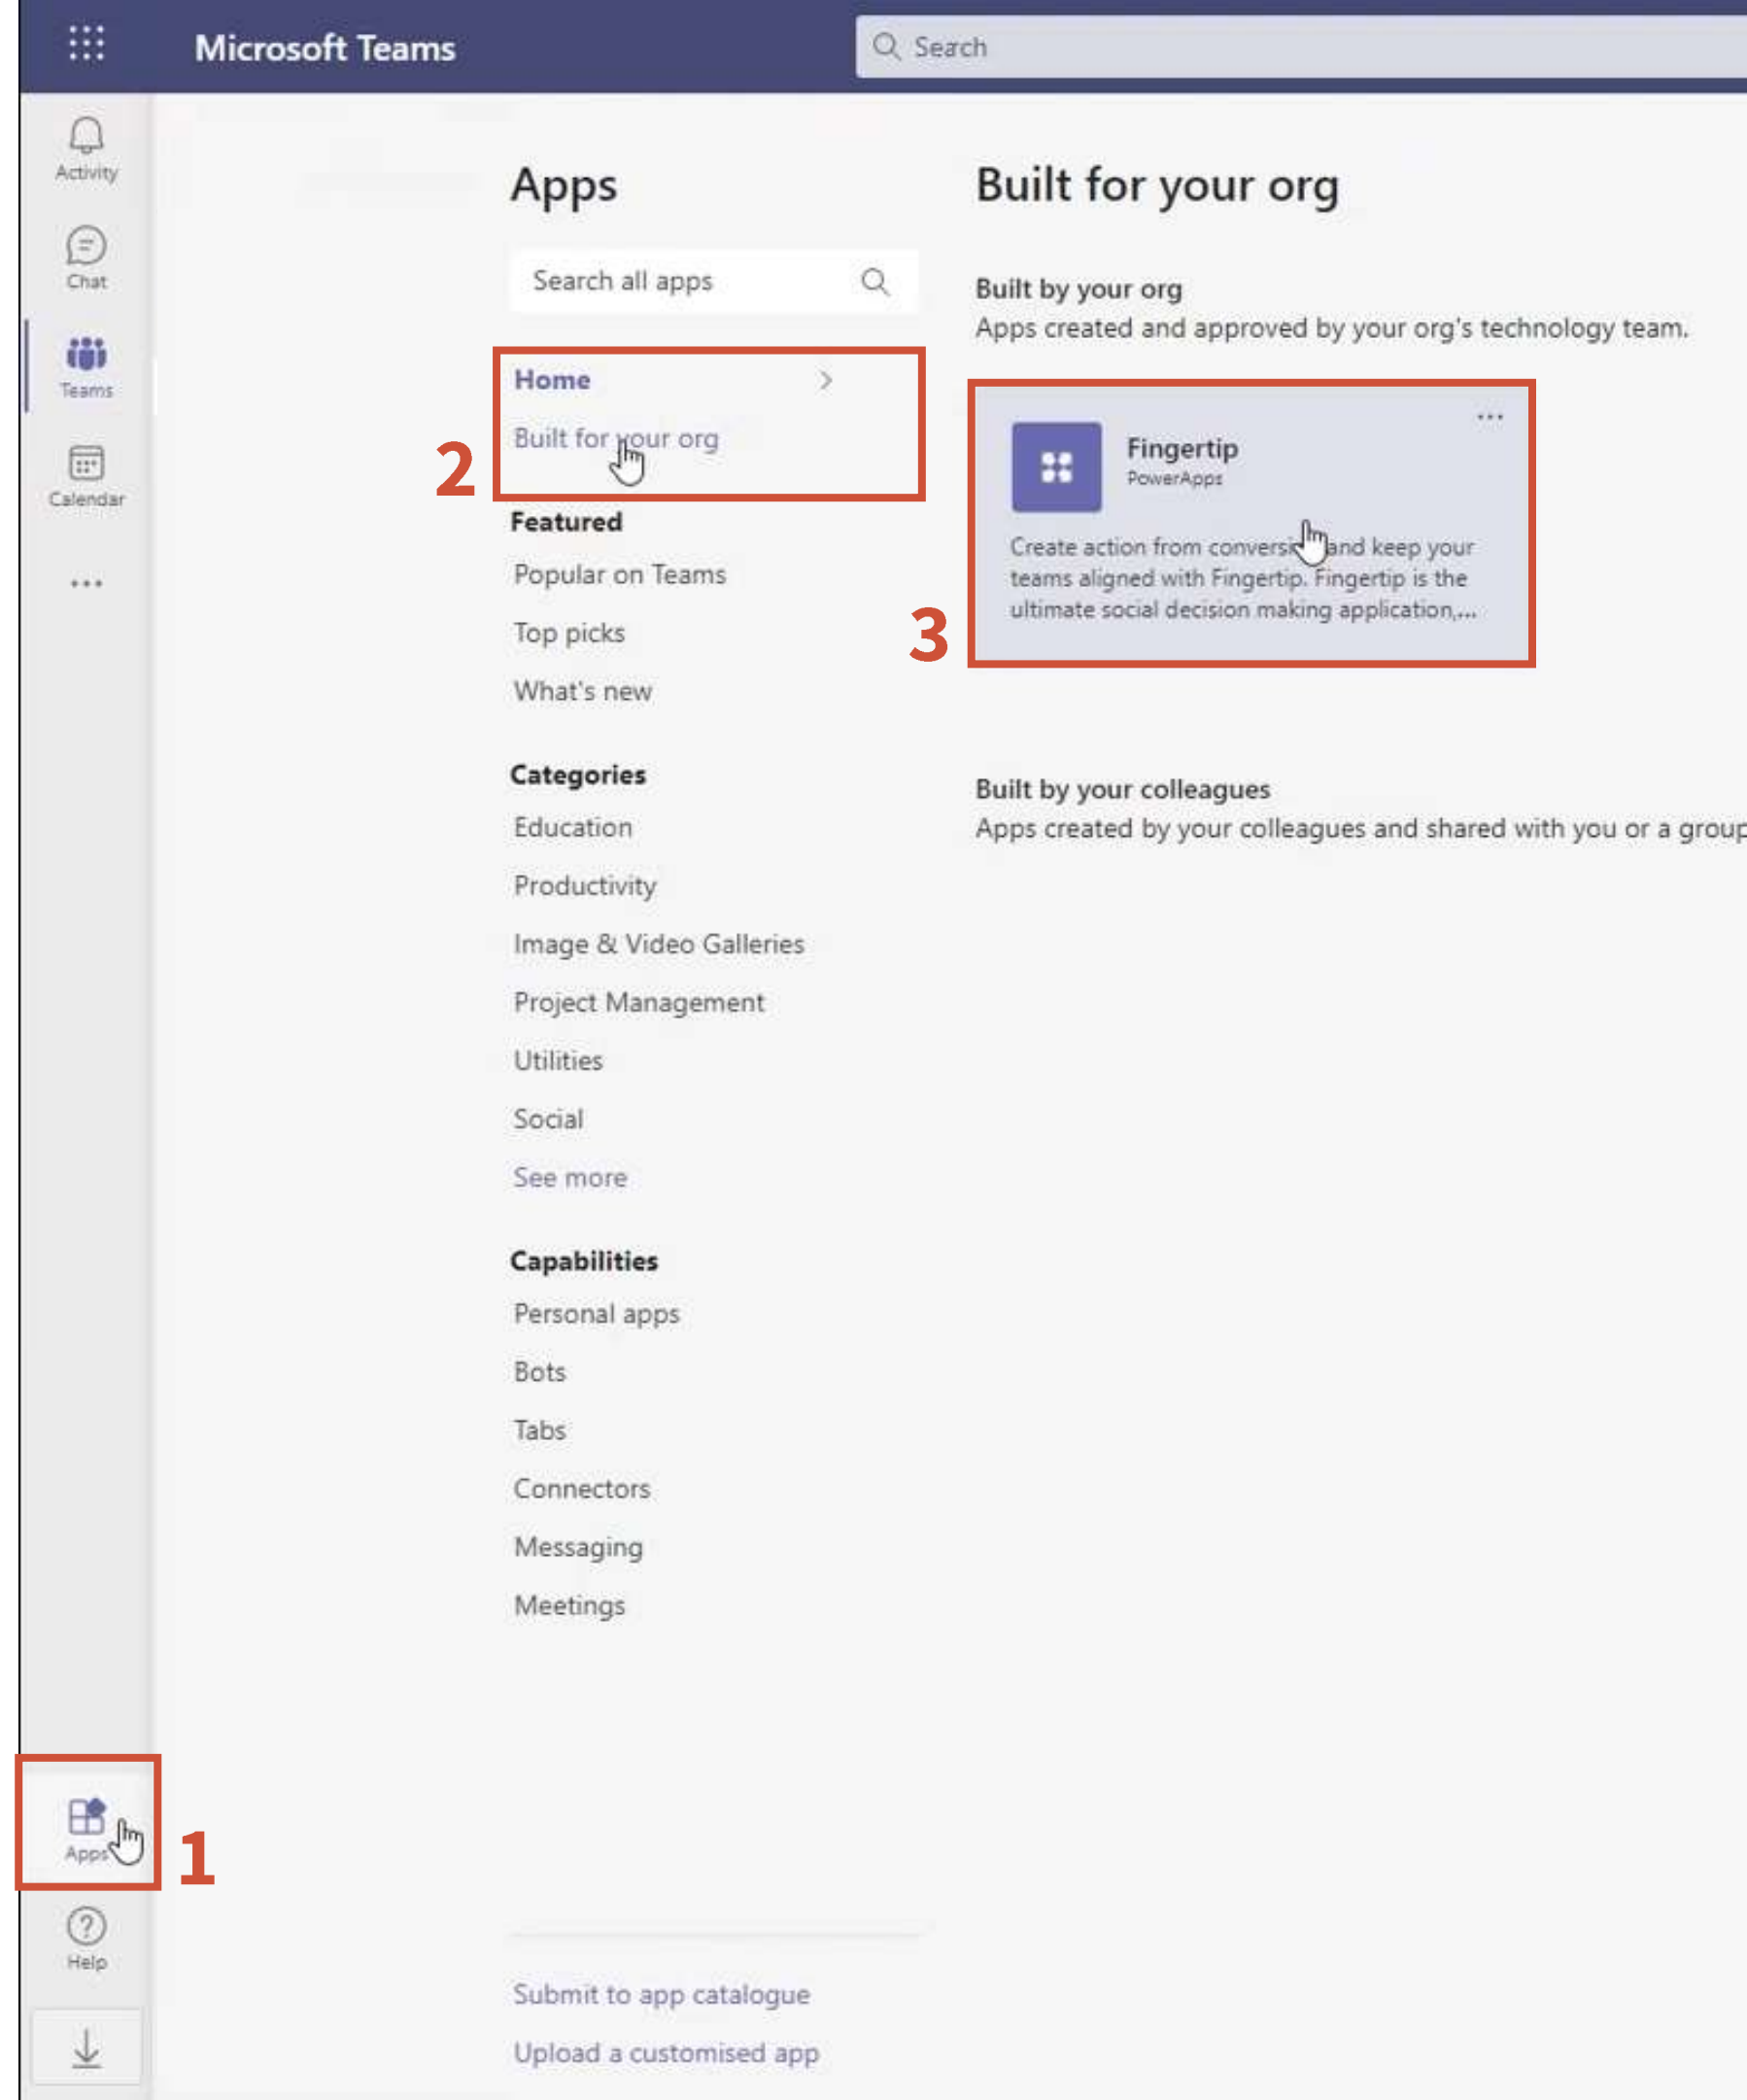 Microsoft Teams
Search
Activity
Chat
Teams
Calendar
Apps
Search all apps
Home
Built for your org
2
Featured
Popular on Teams
Top picks
What's new
Categories
Education
Productivity
Image & Video Galleries
Project Management
Utilities
Social
See more
Capabilities
Personal apps
Bots
Tabs
Connectors
Messaging
Meetings
Submit to app catalogue
Upload a customised app
Built for your org
Built by your org
Apps created and approved by your org's technology team.
3
Fingertip
PowerApps
Create action from and keep your
teams aligned with Fingertip. Fingertip is the
ultimate social decision making application,...
Built by your colleagues
Apps created by your colleagues and shared with you or a group
Apps
1
Help